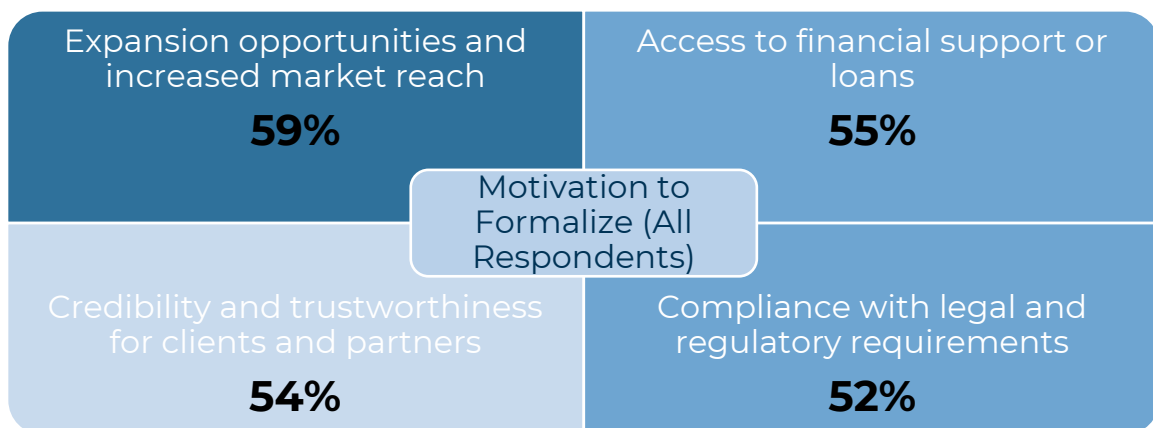 Expansion opportunities and
increased market reach
59%
Access to financial support or
loans
55%
Motivation to
Formalize (All
Respondents)
Credibility and trustworthiness
for clients and partners
54%
Compliance with legal and
regulatory requirements
52%